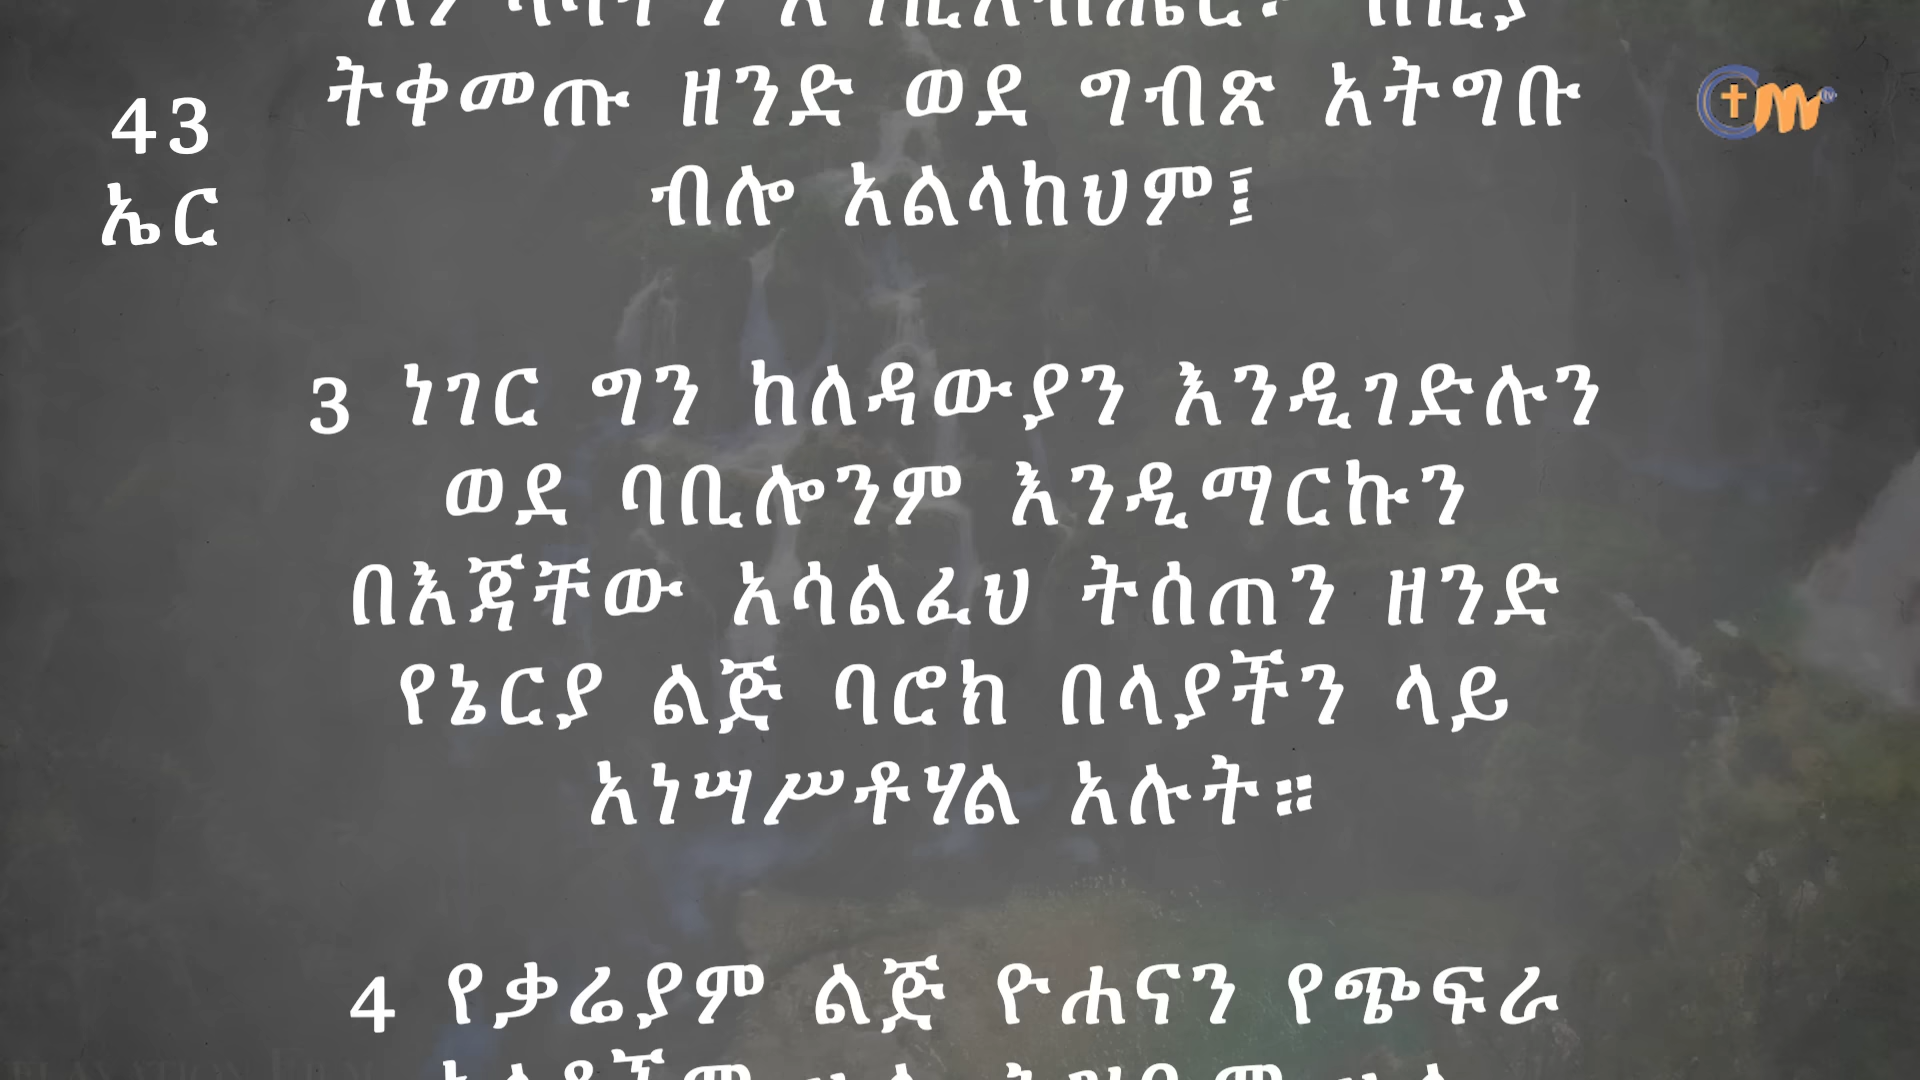 43
ኤር
ትቀመጡ ዘንድ ወደ ግብጽ አትግቡ
ብሎ አልላከህም፤
3 ነገር ግን ከለዳውያን እንዲገድሉን
ወደ ባቢሎንም እንዲማርኩን
በእጃቸው አሳልፈህ ትሰጠን ዘንድ
የኔርያ ልጅ ባሮክ በላያችን ላይ
አነሣሥቶሃል አሉት።
4 የቃሬያም ልጅ ዮሐናን የጭፍራ